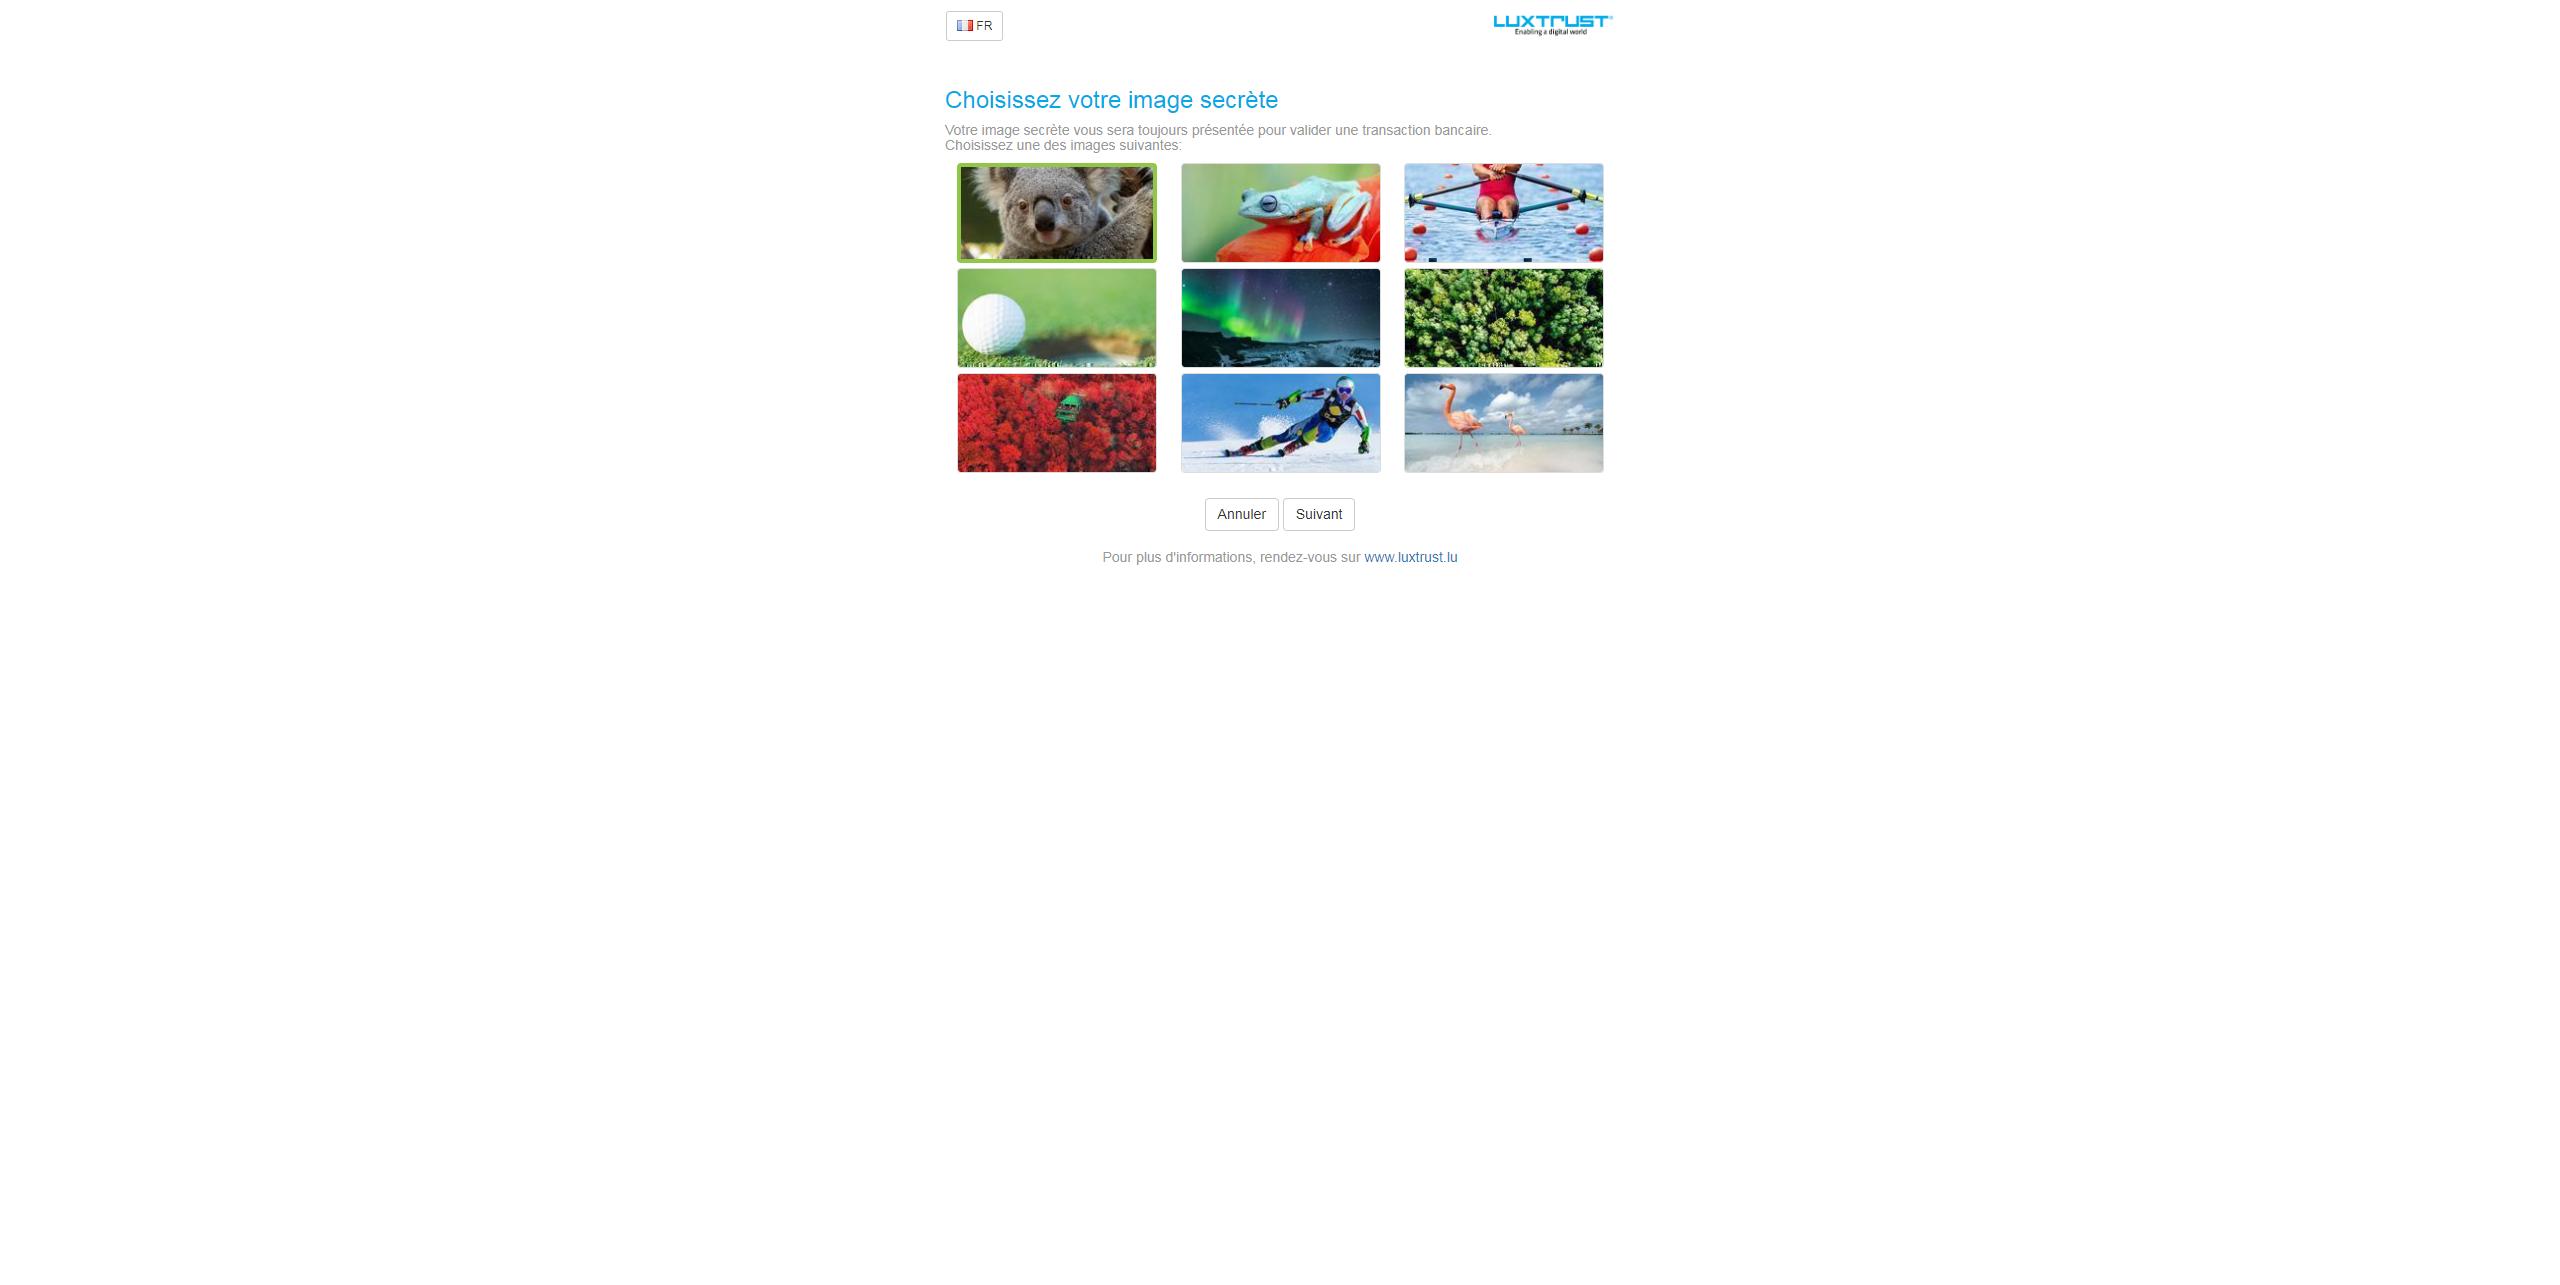 FR
LUXTRUST
Enabling a digital world
Choisissez votre image secrète
Votre image secrète vous sera toujours présentée pour valider une transaction bancaire.
Choisissez une des images suivantes:
Annuler
Suivant
Pour plus d'informations, rendez-vous sur www.luxtrust.lu